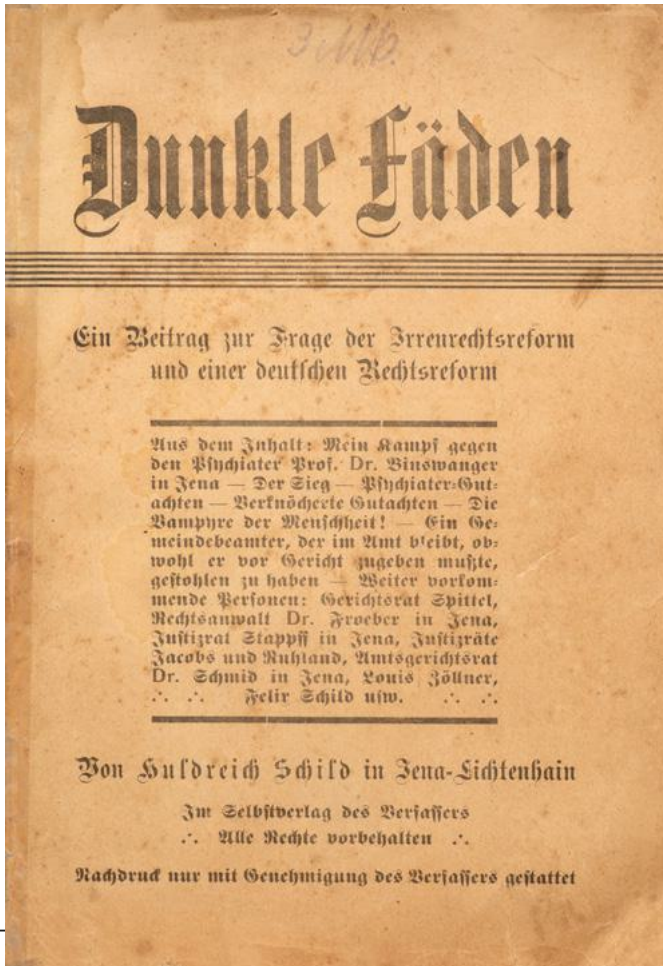 3 Mk.
Dunkle Fäden
Ein Beitrag zur Frage der Irrenrechtsreform
und einer deutschen Rechtsreform
Aus dem Inhalt: Mein Kampf gegen
den Psychiater Prof. Dr. Binswanger
in Jena — Der Sieg — Psychiater-Gut-
achten — Verknöcherte Gutachten — Die
Vampyre der Menschheit! — Ein Ge-
meindebeamter, der im Amt bleibt, ob-
wohl er vor Gericht zugeben mußte,
gestohlen zu haben — Weiter vorkom-
mende Personen: Gerichtsrat Spittel,
Rechtsanwalt Dr. Froeber in Jena,
Justizrat Stappff in Jena, Justizräte
Jacobs und Ruhland, Amtsgerichtsrat
Dr. Schmid in Jena, Louis Zöllner,
∴ ∴ Felix Schild usw. ∴ ∴
Von Huldreich Schild in Jena-Lichtenhain
Im Selbstverlag des Verfassers
∴ Alle Rechte vorbehalten ∴
Nachdruck nur mit Genehmigung des Verfassers gestattet